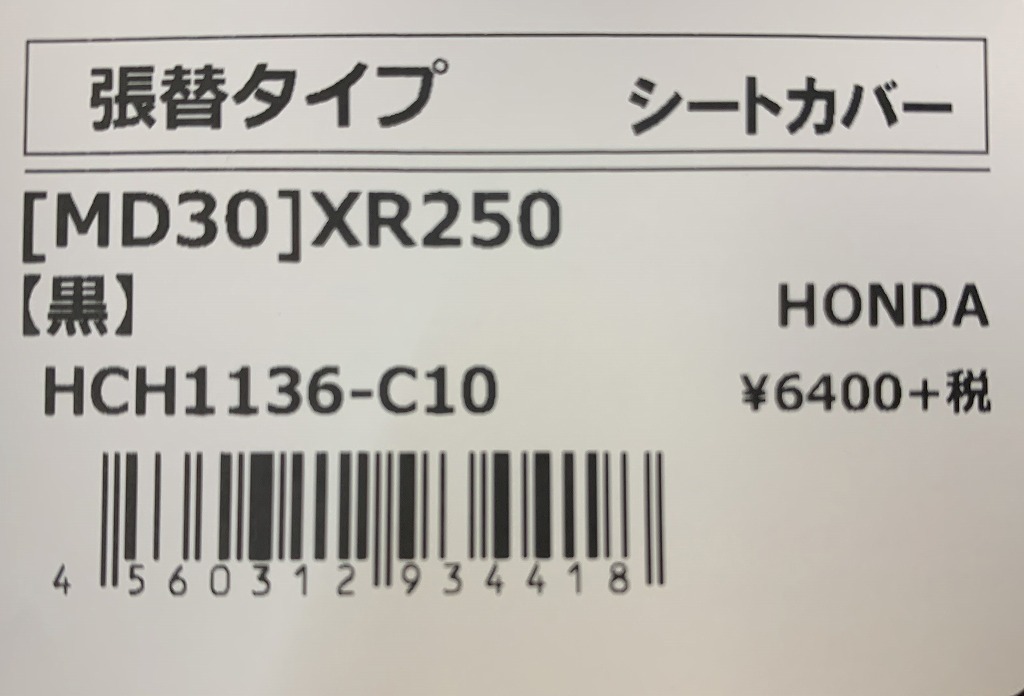 張替タイプ シートカバー
[MD30]XR250
【黒】 HONDA
HCH1136-C10 ¥6400+税
4 560312 934418